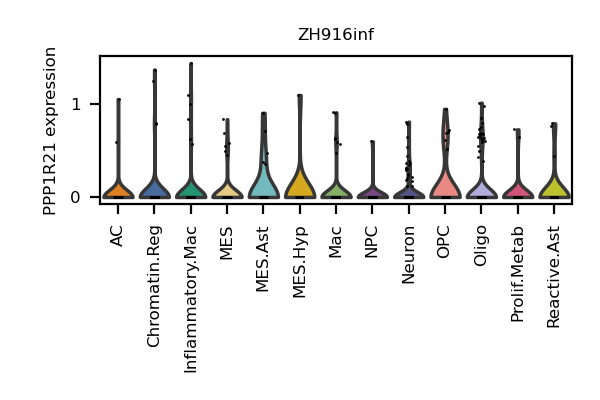 ZH916inf
PPP1R21 expression
1
0
AC
Chromatin.Reg
Inflammatory.Mac
MES
MES.Ast
MES.Hyp
Mac
NPC
Neuron
OPC
Oligo
Prolif.Metab
Reactive.Ast